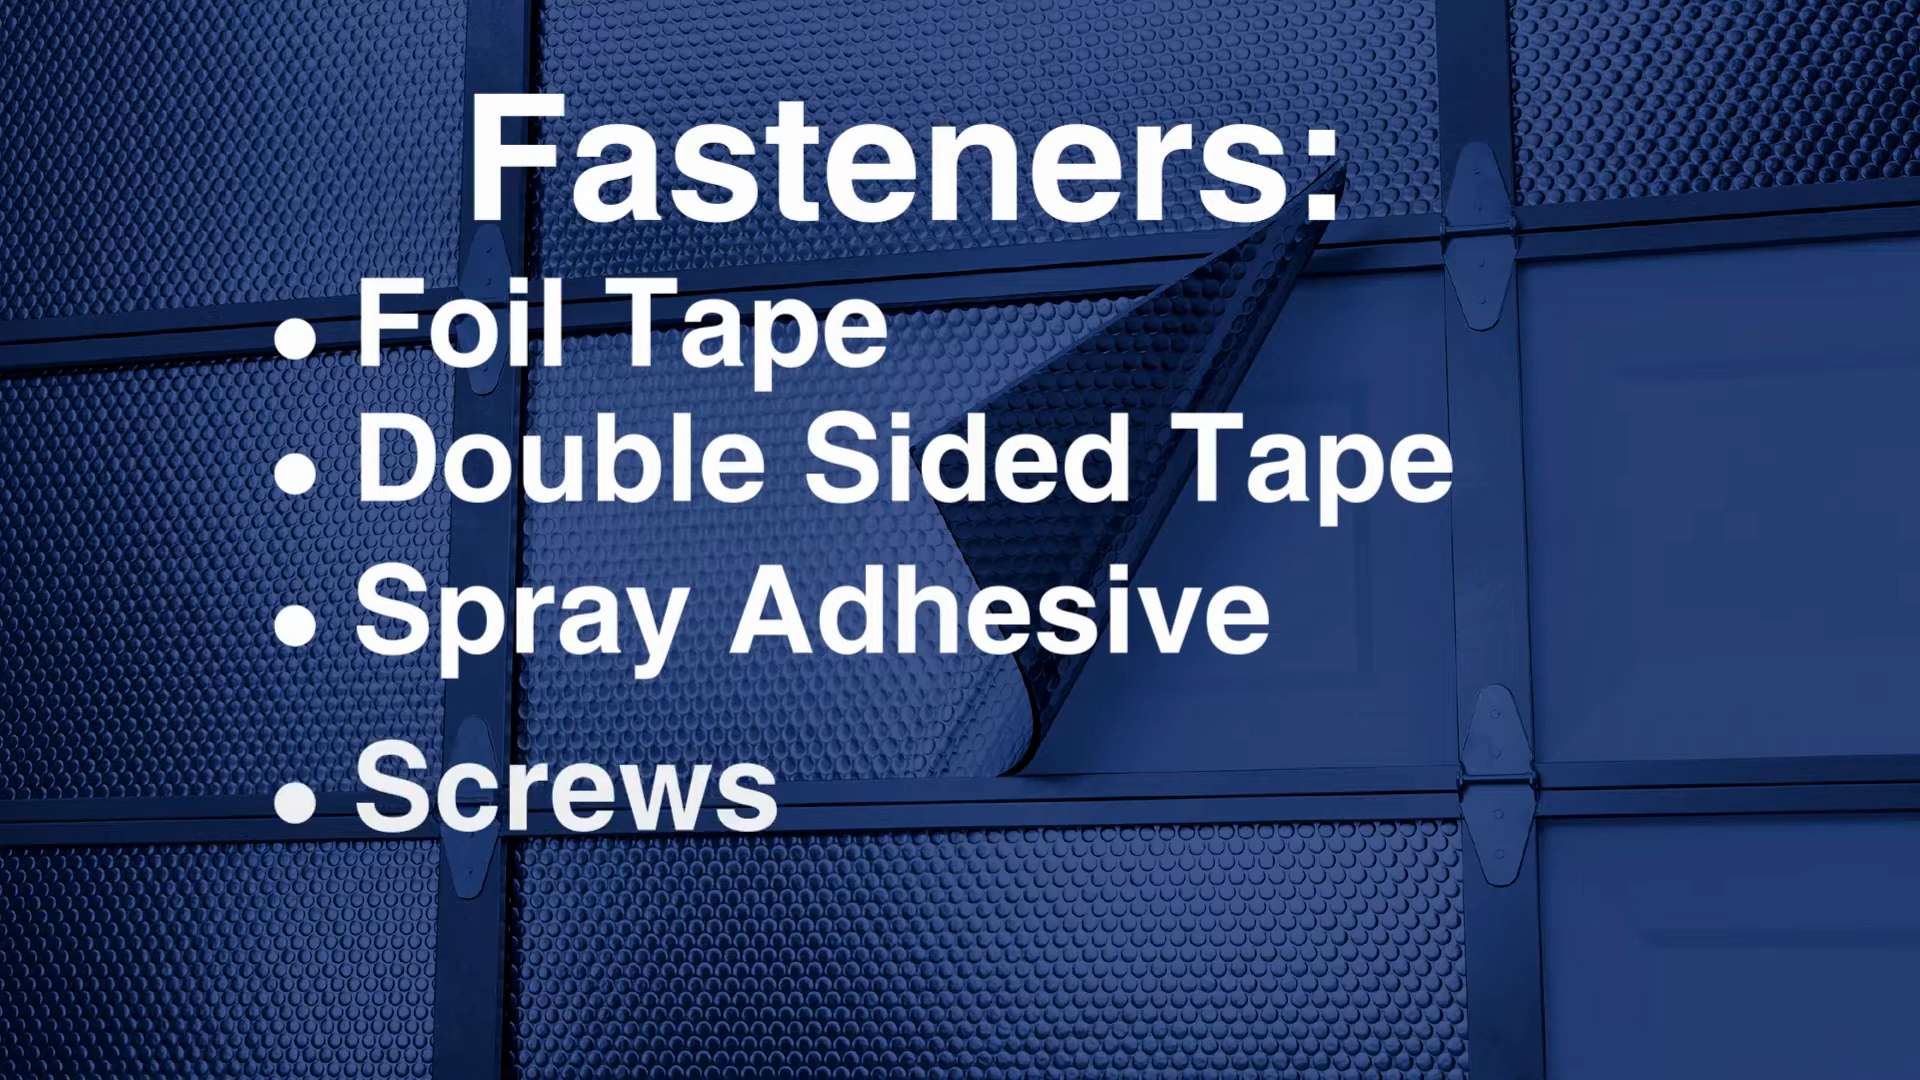 Fasteners:
• Foil Tape
• Double Sided Tape
• Spray Adhesive
• Screws